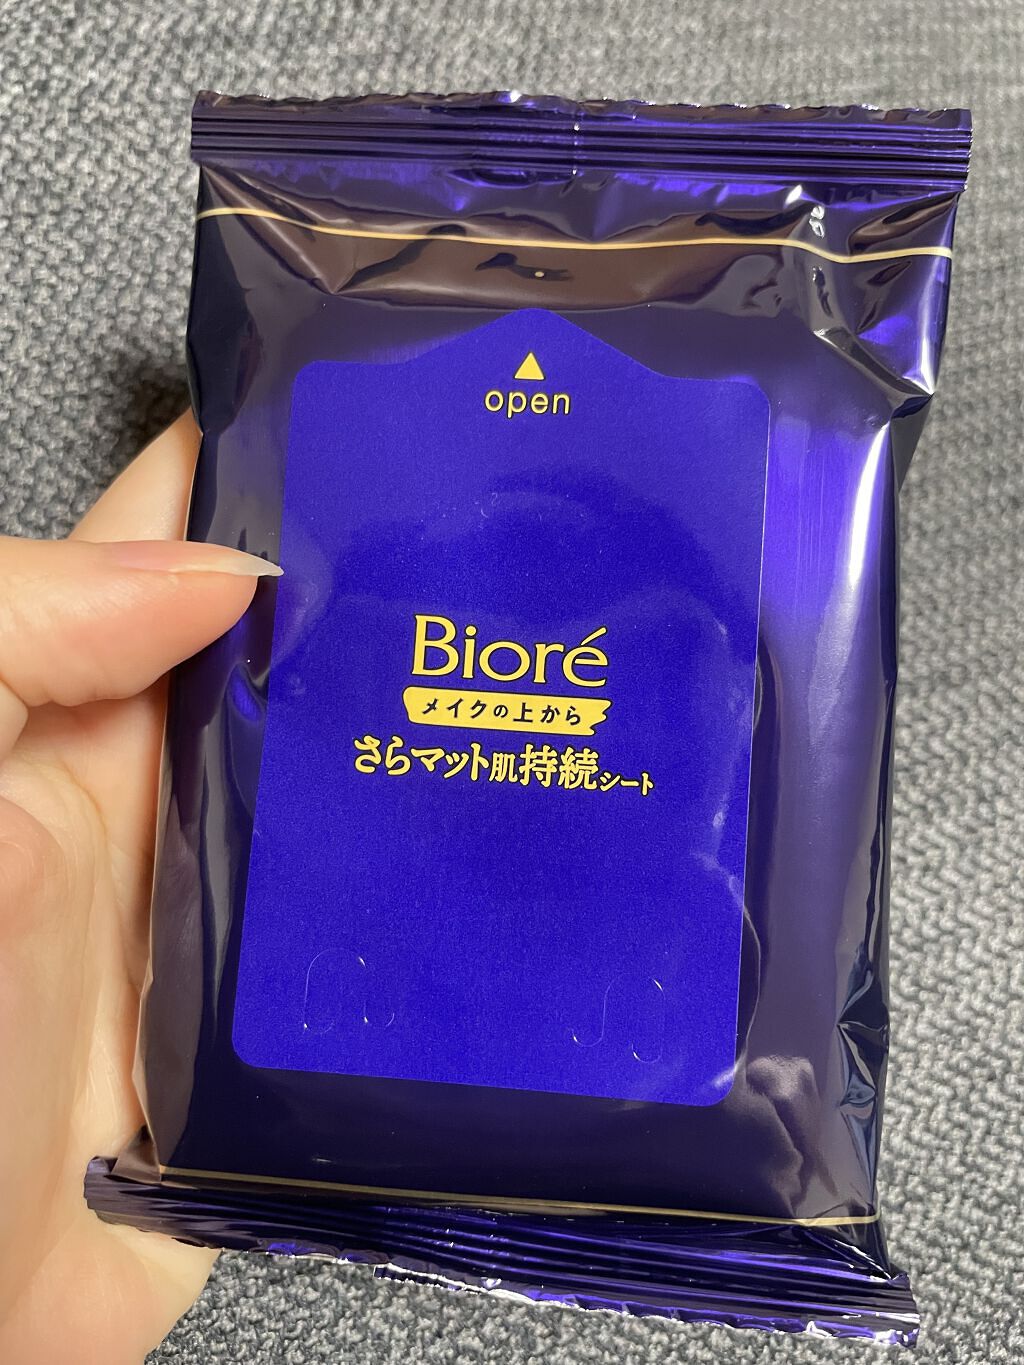 open
Bioré
メイクの上から
さらマット肌持続シート